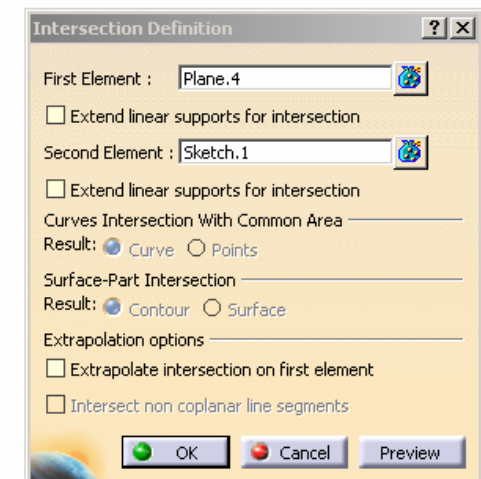 Intersection Definition ? X
First Element : Plane.4
Extend linear supports for intersection
Second Element : Sketch.1
Extend linear supports for intersection
Curves Intersection With Common Area
Result: Curve Points
Surface-Part Intersection
Result: Contour Surface
Extrapolation options
Extrapolate intersection on first element
Intersect non coplanar line segments
OK Cancel Preview